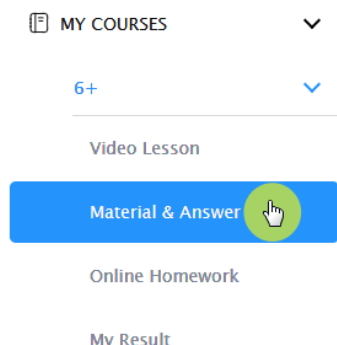 MY COURSES
6+
Video Lesson
Material & Answer
Online Homework
My Result